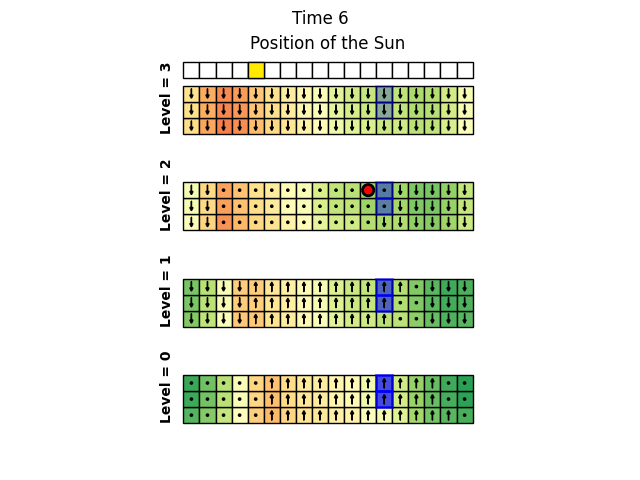 Time 6
Position of the Sun
Level = 3
Level = 2
Level = 1
Level = 0